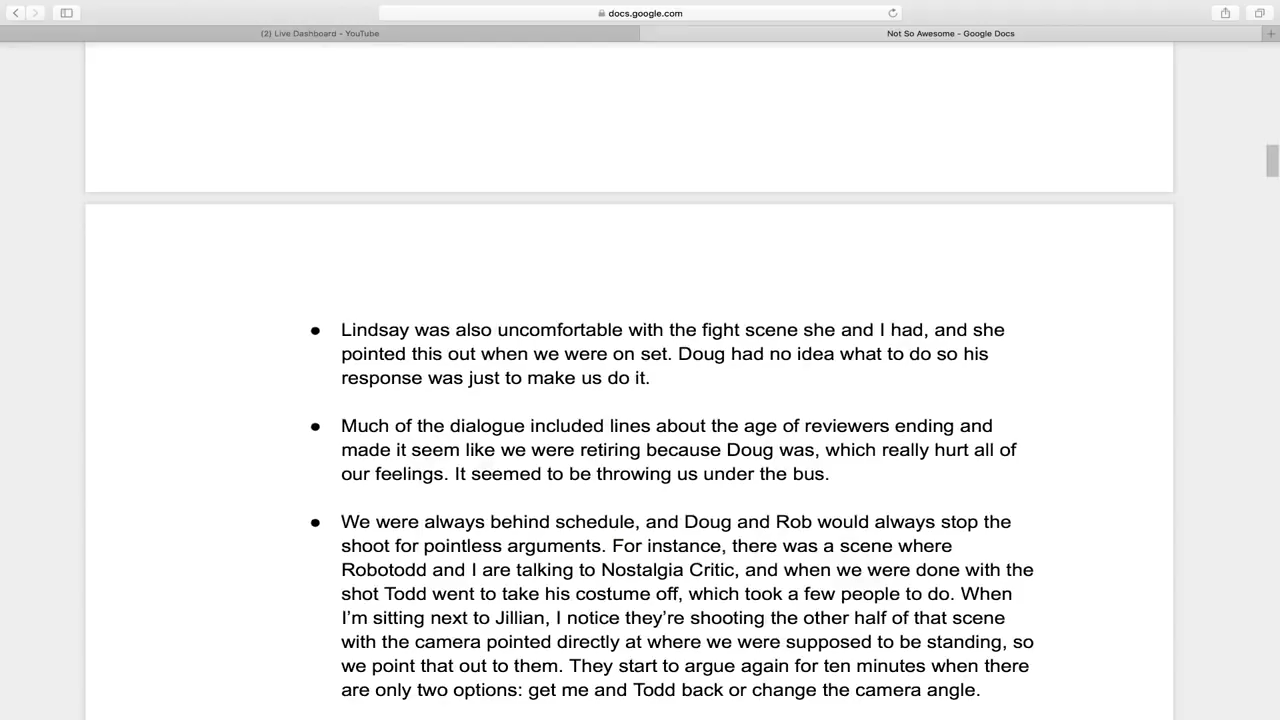 docs.google.com
(2) Live Dashboard - YouTube
Not So Awesome - Google Docs
● Lindsay was also uncomfortable with the fight scene she and I had, and she
pointed this out when we were on set. Doug had no idea what to do so his
response was just to make us do it.
● Much of the dialogue included lines about the age of reviewers ending and
made it seem like we were retiring because Doug was, which really hurt all of
our feelings. It seemed to be throwing us under the bus.
● We were always behind schedule, and Doug and Rob would always stop the
shoot for pointless arguments. For instance, there was a scene where
Robotodd and I are talking to Nostalgia Critic, and when we were done with the
shot Todd went to take his costume off, which took a few people to do. When
I’m sitting next to Jillian, I notice they’re shooting the other half of that scene
with the camera pointed directly at where we were supposed to be standing, so
we point that out to them. They start to argue again for ten minutes when there
are only two options: get me and Todd back or change the camera angle.